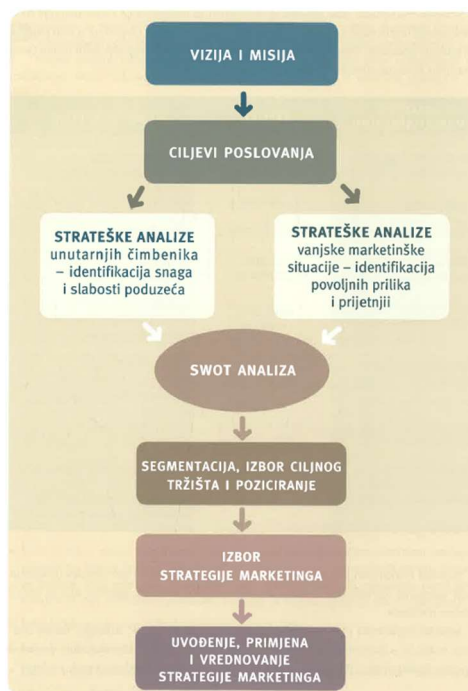 VIZIJA I MISIJA
CILJEVI POSLOVANJA
STRATEŠKE ANALIZE
unutarnjih čimbenika
– identifikacija snaga
i slabosti poduzeća
STRATEŠKE ANALIZE
vanjske marketinške
situacije – identifikacija
povoljnih prilika
i prijetnjii
SWOT ANALIZA
SEGMENTACIJA, IZBOR CILJNOG
TRŽIŠTA I POZICIRANJE
IZBOR
STRATEGIJE MARKETINGA
UVOĐENJE, PRIMJENA
I VREDNOVANJE
STRATEGIJE MARKETINGA